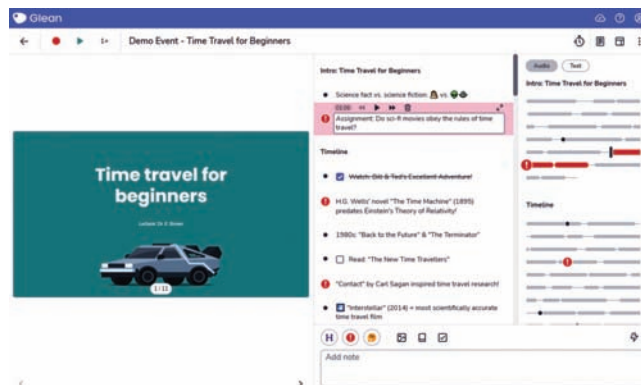 Glean
Demo Event - Time Travel for Beginners
Time travel for
beginners
1 / 11
Intro: Time Travel for Beginners
Science fact vs. science fiction vs.
Assignment: Do sci-fi movies obey the rules of time
travel?
Timeline
Watch: Bill & Ted's Excellent Adventure!
H.G. Wells' novel "The Time Machine" (1895)
predates Einstein's Theory of Relativity!
1980s: "Back to the Future" & "The Terminator"
Read: "The New Time Travellers"
"Contact" by Carl Sagan inspired time travel research!
"Interstellar" (2014) = most scientifically accurate
time travel film
H
Add note
Audio
Text
Intro: Time Travel for Beginners
Timeline